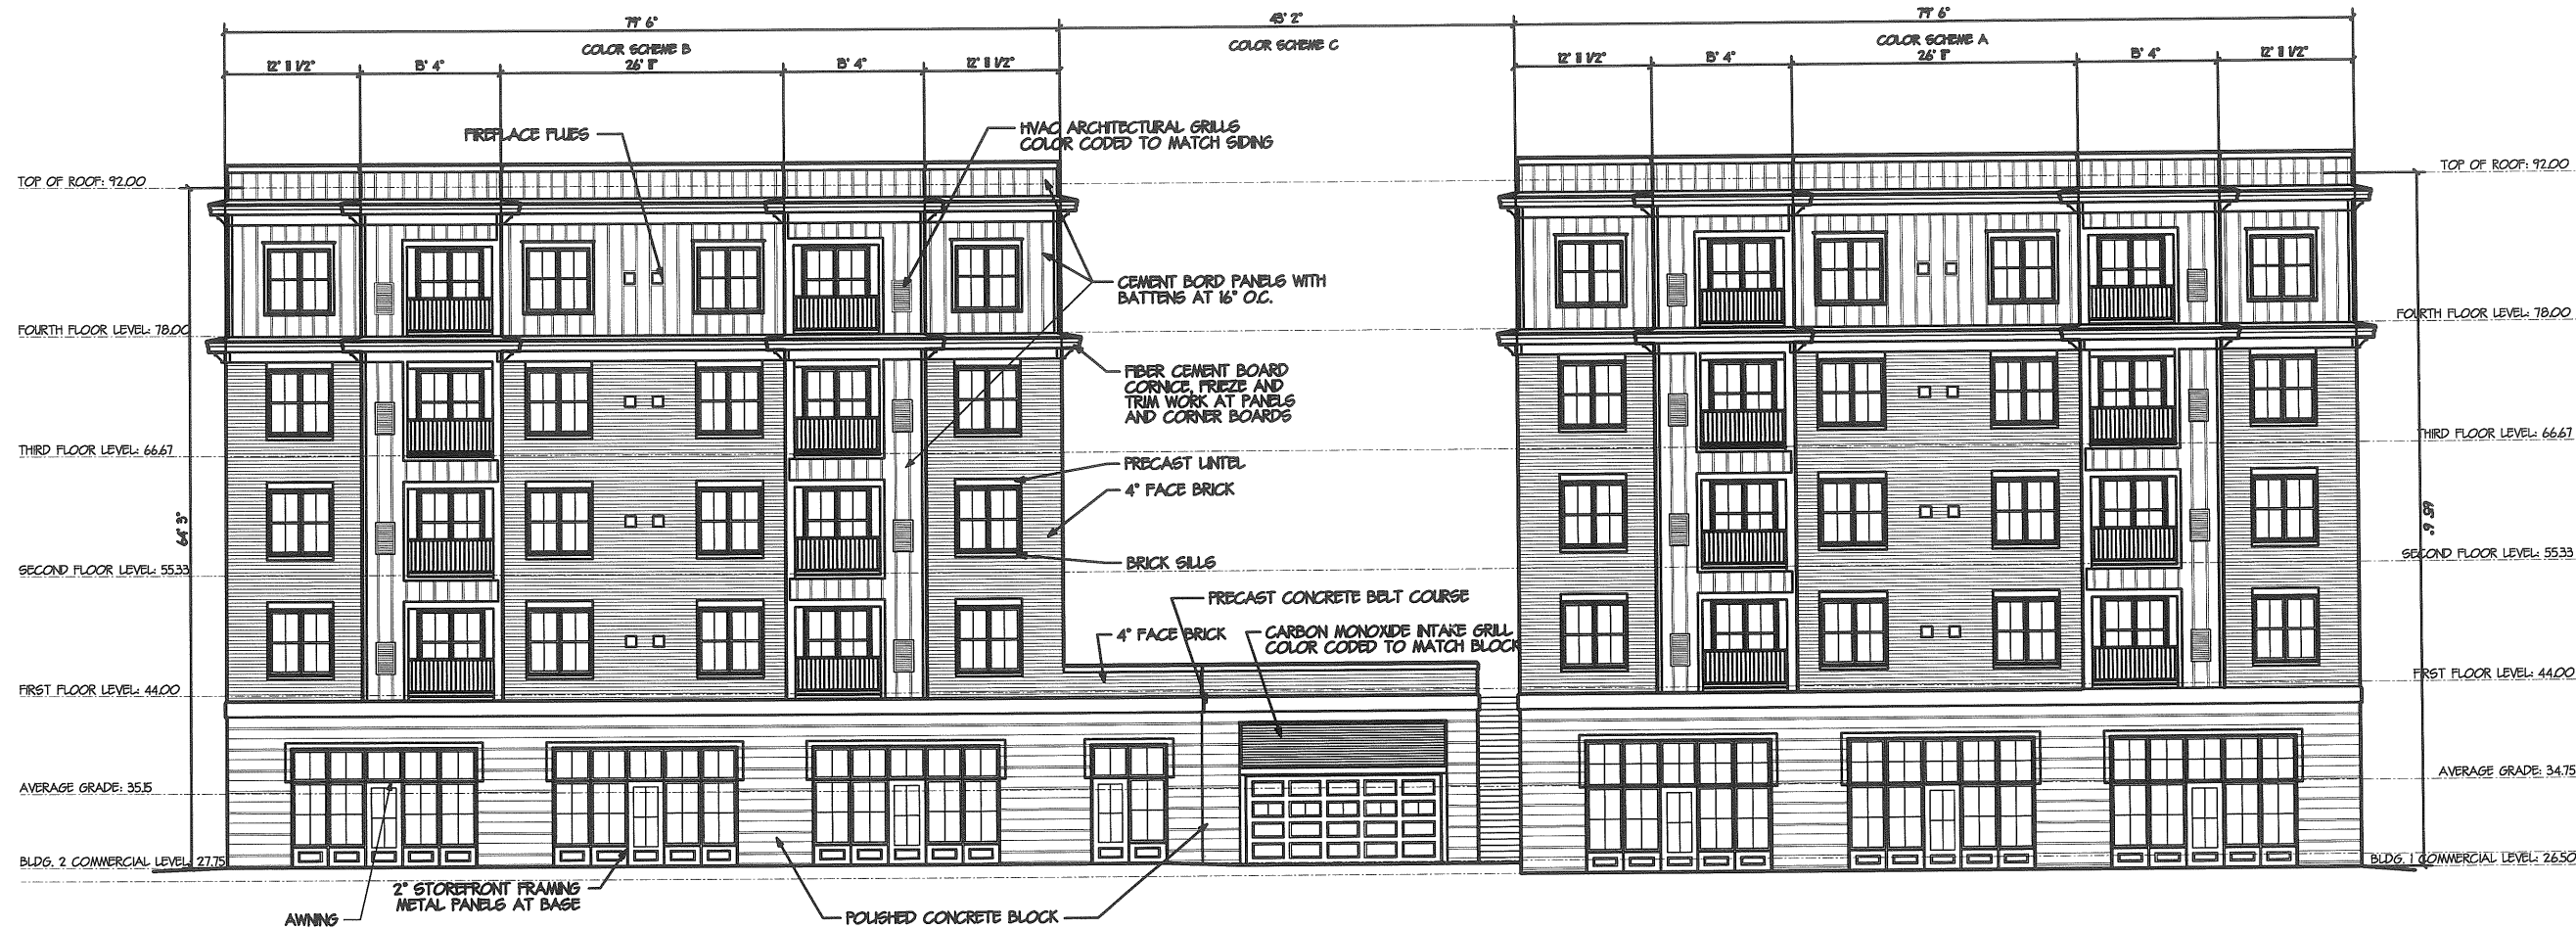 79' 6"
43' 2"
79' 6"
COLOR SCHEME B
COLOR SCHEME C
COLOR SCHEME A
12' 11 1/2"
13' 4"
26' 11"
13' 4"
12' 11 1/2"
12' 11 1/2"
13' 4"
26' 11"
13' 4"
12' 11 1/2"
FIREPLACE FLUES
HVAC ARCHITECTURAL GRILLS
COLOR CODED TO MATCH SIDING
TOP OF ROOF: 92.00
TOP OF ROOF: 92.00
CEMENT BORD PANELS WITH
BATTENS AT 16" O.C.
FOURTH FLOOR LEVEL: 78.00
FOURTH FLOOR LEVEL: 78.00
FIBER CEMENT BOARD
CORNICE, FRIEZE AND
TRIM WORK AT PANELS
AND CORNER BOARDS
THIRD FLOOR LEVEL: 66.67
THIRD FLOOR LEVEL: 66.67
PRECAST LINTEL
4" FACE BRICK
64' 3"
65' 6"
BRICK SILLS
SECOND FLOOR LEVEL: 55.33
SECOND FLOOR LEVEL: 55.33
PRECAST CONCRETE BELT COURSE
4" FACE BRICK
CARBON MONOXIDE INTAKE GRILL
COLOR CODED TO MATCH BLOCK
FIRST FLOOR LEVEL: 44.00
FIRST FLOOR LEVEL: 44.00
AVERAGE GRADE: 35.15
AVERAGE GRADE: 34.75
BLDG. 2 COMMERCIAL LEVEL: 27.75
BLDG. 1 COMMERCIAL LEVEL: 26.50
2" STOREFRONT FRAMING
METAL PANELS AT BASE
AWNING
POLISHED CONCRETE BLOCK